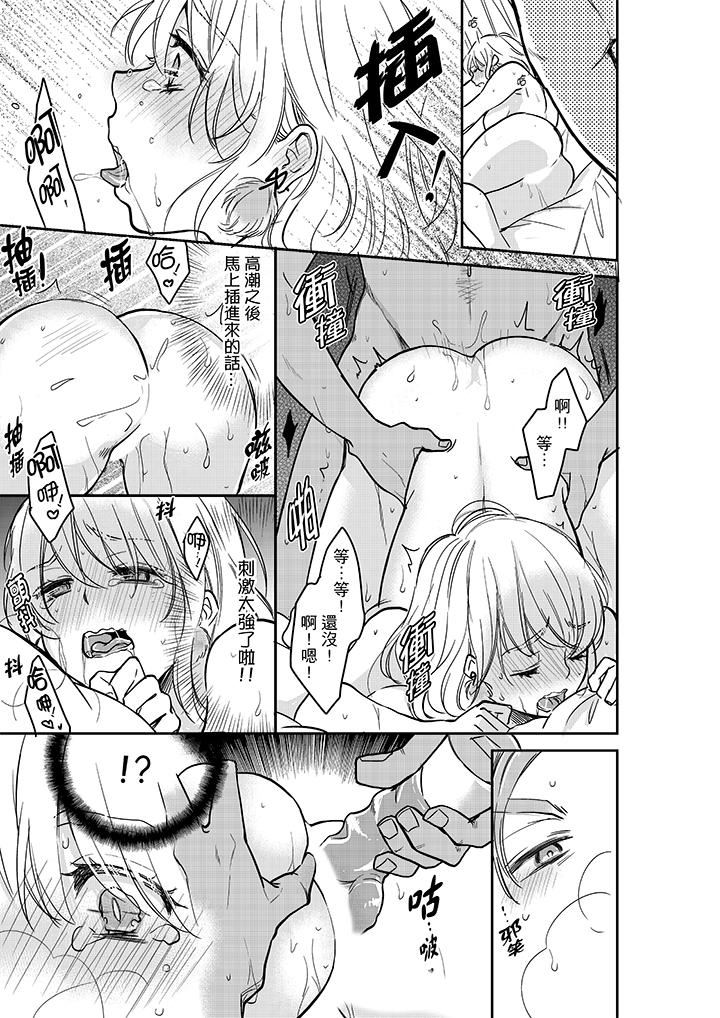 插
入!
啊
啊!
衝
撞
衝
撞
啊!!
等…
啪
等…等!
還沒!
啊!嗯!
衝
撞
高潮之後
馬上插進來的話…
哈!
插
抽
插!
抽
插
滋
啵
啊
咿!
抖
咿…
刺激太強了啦!!
顫
抖
抖
哈
咿!
…邪笑
咕
啵
!?